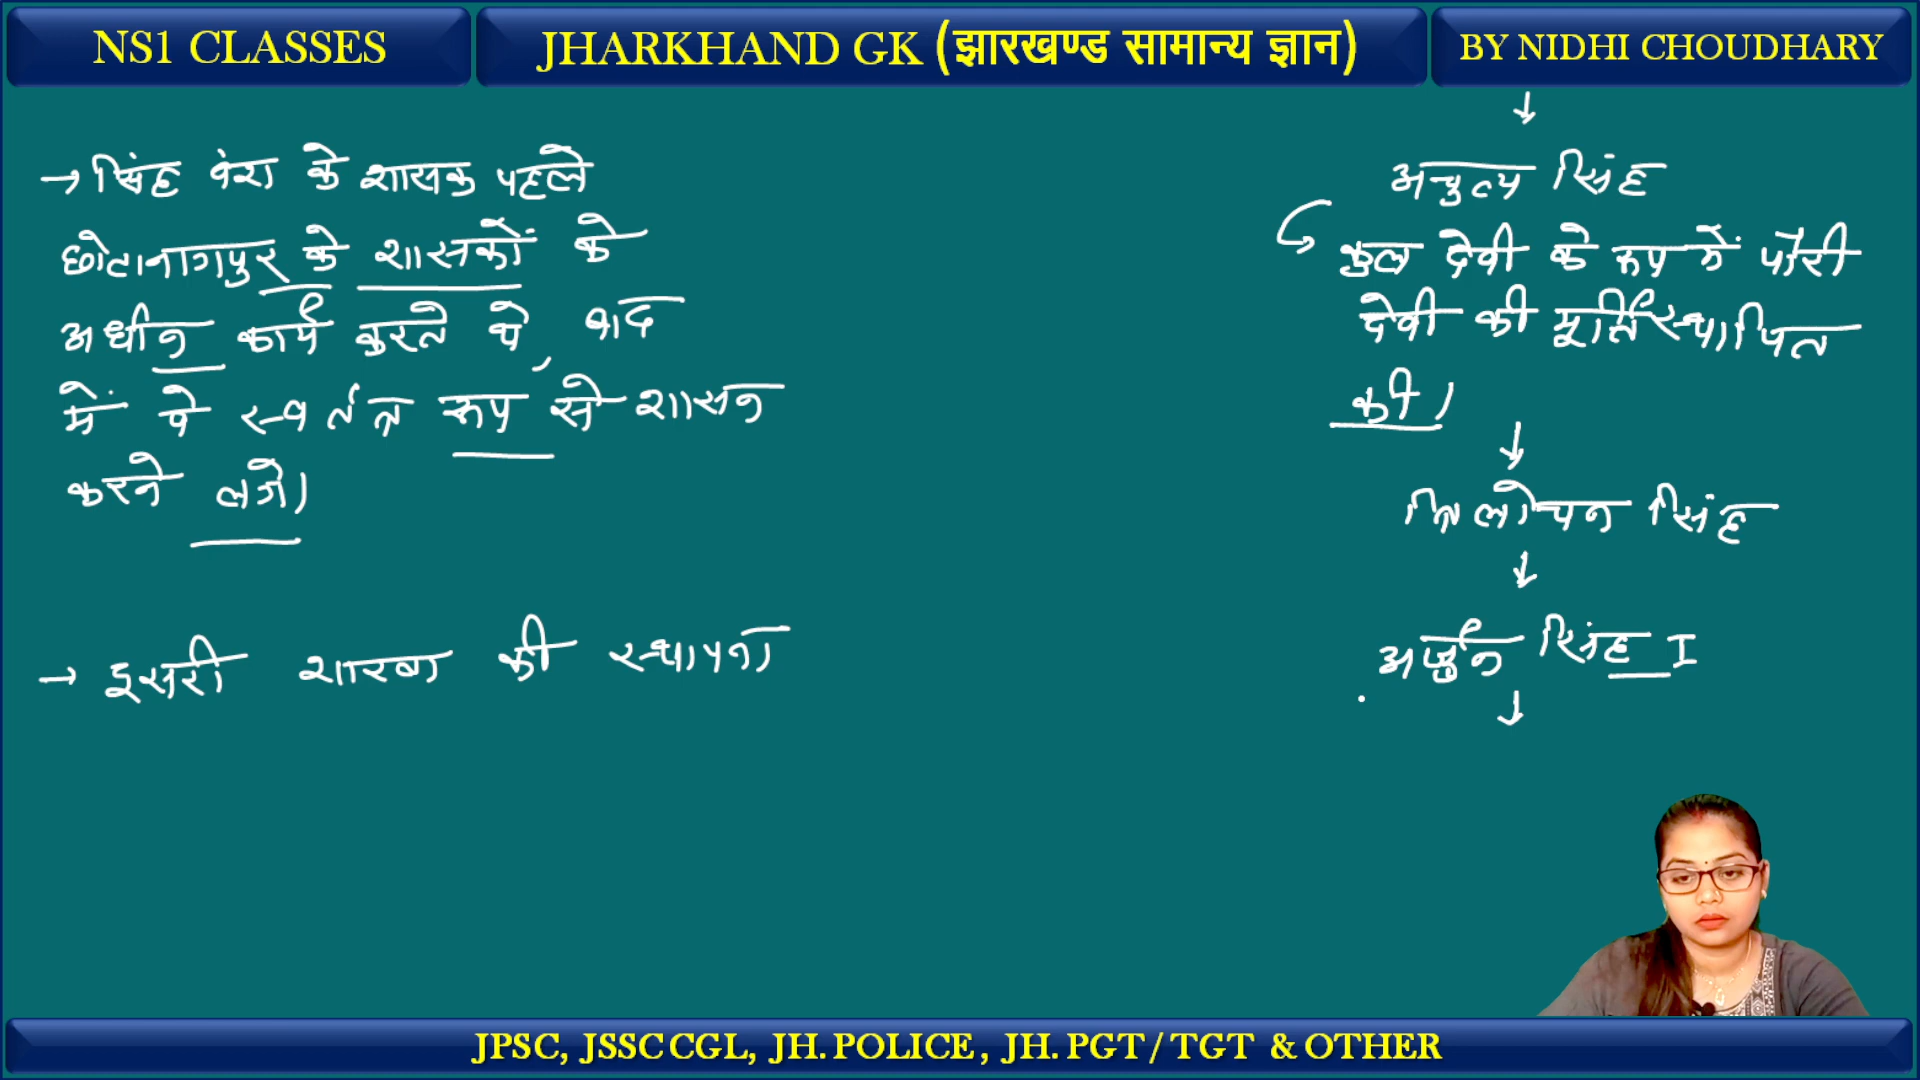 NS1 CLASSES
JHARKHAND GK (झारखण्ड सामान्य ज्ञान)
BY NIDHI CHOUDHARY
→ सिंह वंश के शासक पहले
छोटानागपुर के शासकों के
अधीन कार्य करते थे, बाद
में वे स्वतंत्र रूप से शासन
करने लगे।
→ दूसरी शाखा की स्थापना
↓
अच्युत्य सिंह
कुल देवी के रूप में पौरी
देवी की मूर्ति स्थापित
की।
↓
त्रिलोचन सिंह
↓
अर्जुन सिंह I
↓
JPSC, JSSC CGL, JH. POLICE, JH. PGT / TGT & OTHER